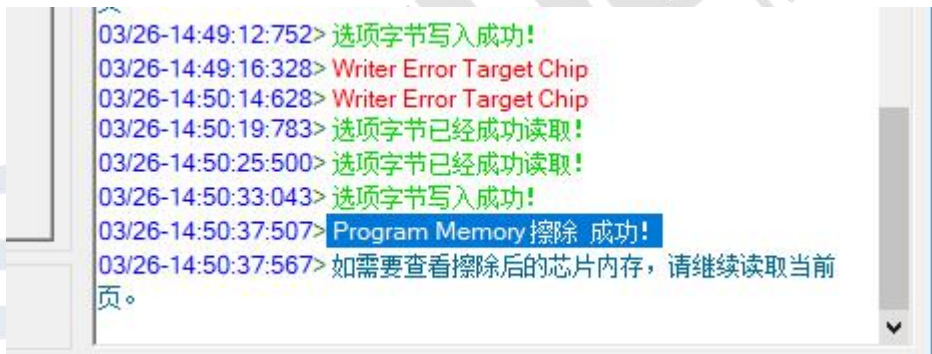 03/26-14:49:12:752> 选项字节写入成功!
03/26-14:49:16:328> Writer Error Target Chip
03/26-14:50:14:628> Writer Error Target Chip
03/26-14:50:19:783> 选项字节已经成功读取!
03/26-14:50:25:500> 选项字节已经成功读取!
03/26-14:50:33:043> 选项字节写入成功!
03/26-14:50:37:507> Program Memory 擦除 成功!
03/26-14:50:37:567> 如需要查看擦除后的芯片内存，请继续读取当前
页。